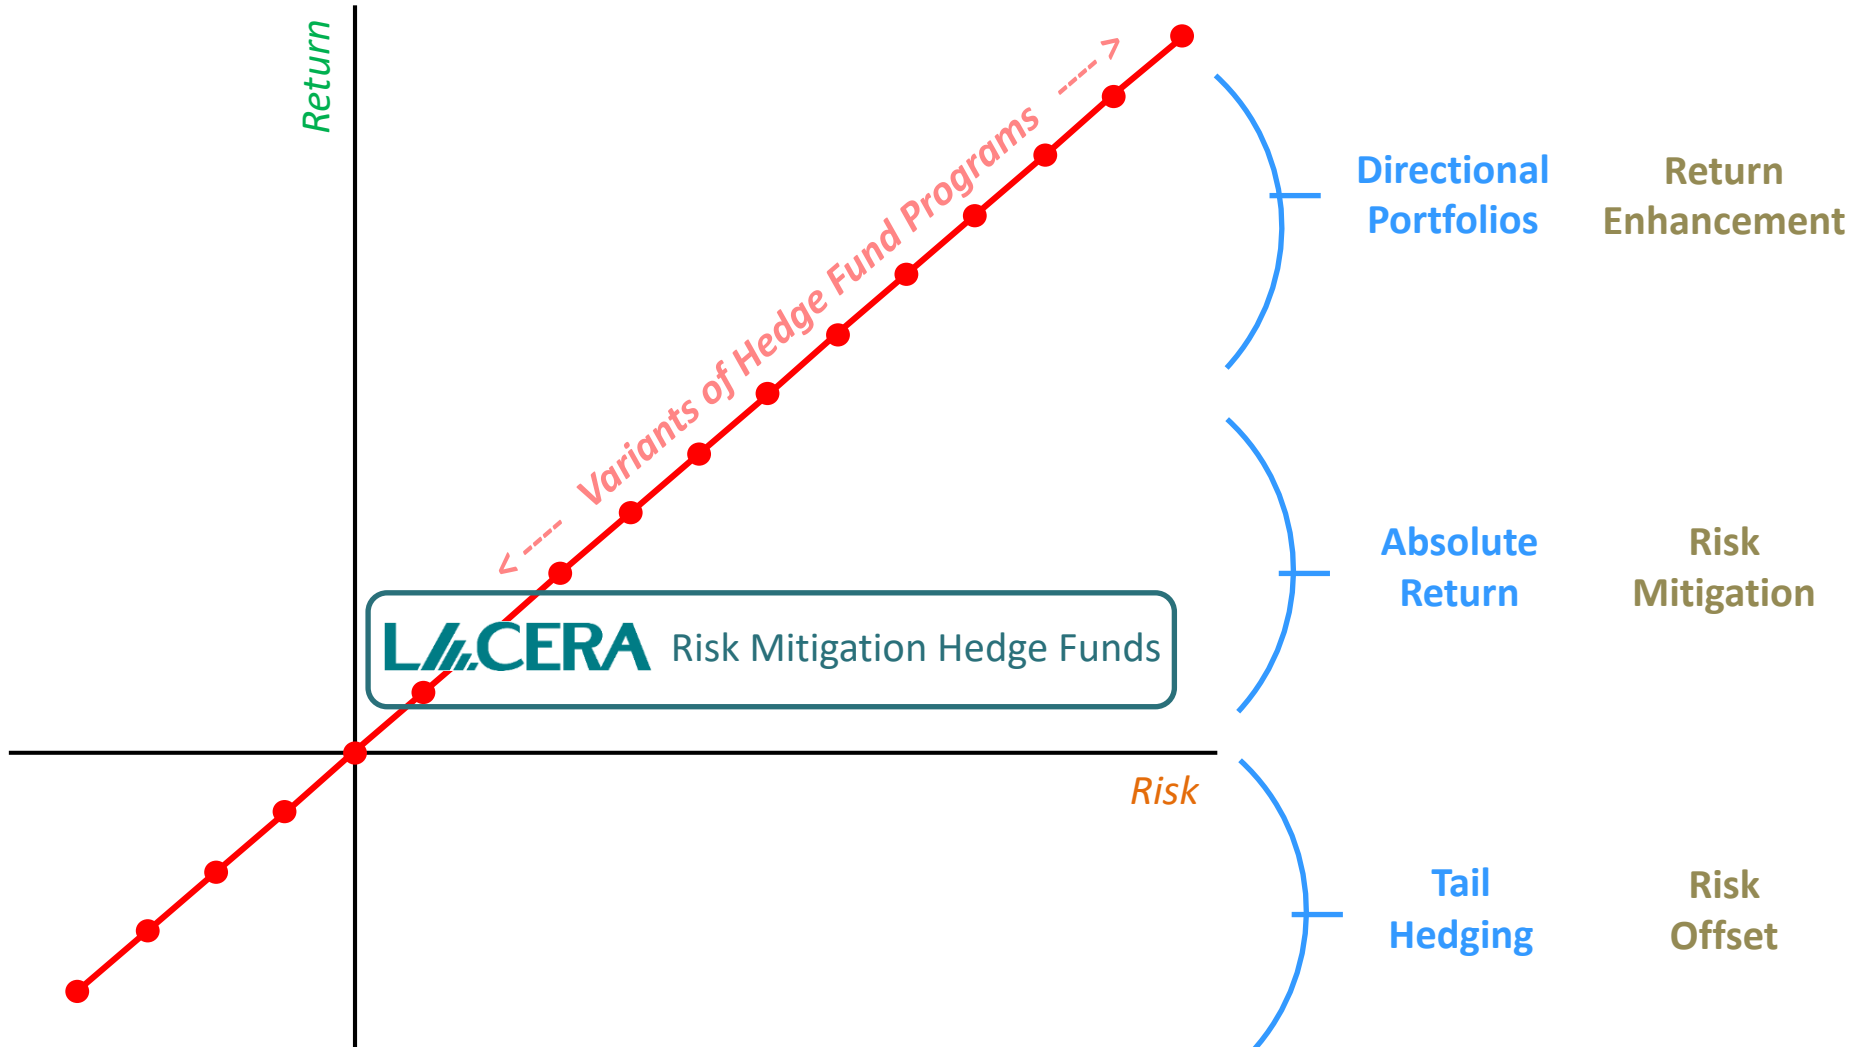 Return
Variants of Hedge Fund Programs
Directional
Portfolios
Return
Enhancement
Absolute
Return
Risk
Mitigation
LACERA Risk Mitigation Hedge Funds
Risk
Tail
Hedging
Risk
Offset